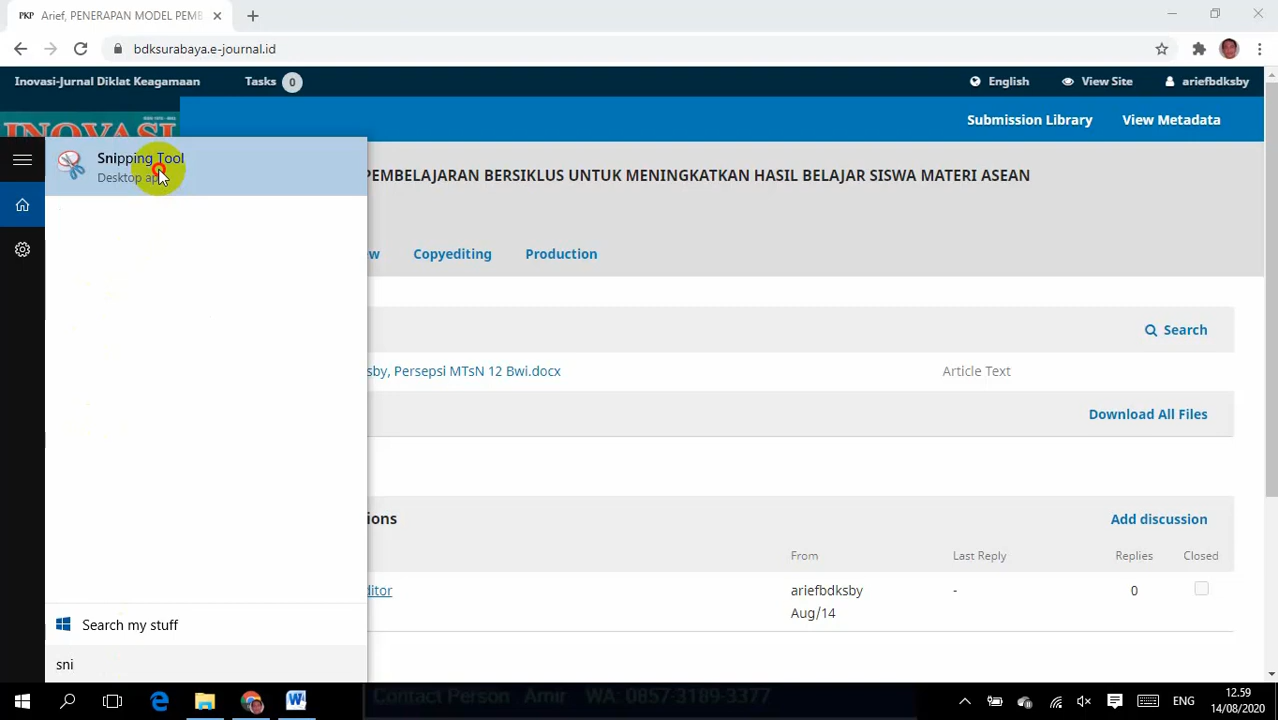 PKP Arief, PENERAPAN MODEL PEMB
bdksurabaya.e-journal.id
Inovasi-Jurnal Diklat Keagamaan
Tasks 0
English
View Site
ariefbdksby
INOVASI
Submission Library
View Metadata
Snipping Tool
Desktop app
PEMBELAJARAN BERSIKLUS UNTUK MENINGKATKAN HASIL BELAJAR SISWA MATERI ASEAN
Copyediting
Production
Search
sby, Persepsi MTsN 12 Bwi.docx
Article Text
Download All Files
ions
Add discussion
From
Last Reply
Replies
Closed
ditor
ariefbdksby
-
0
Aug/14
Search my stuff
sni
Contact Person Amir WA: 0857-3189-3377
ENG
12.59
14/08/2020